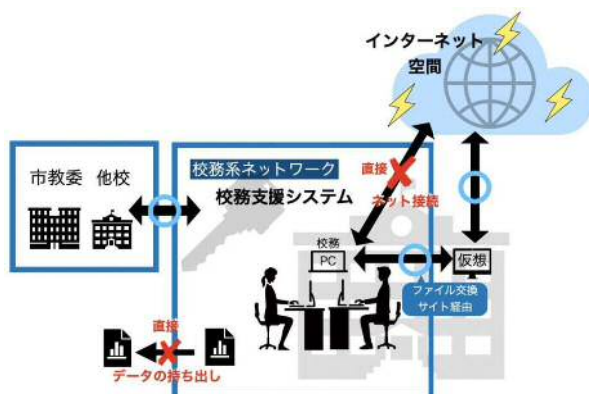 インターネット
空間
校務系ネットワーク
校務支援システム
市教委 他校
直接
ネット接続
校務
PC
仮想
ファイル交換
サイト経由
直接
データの持ち出し